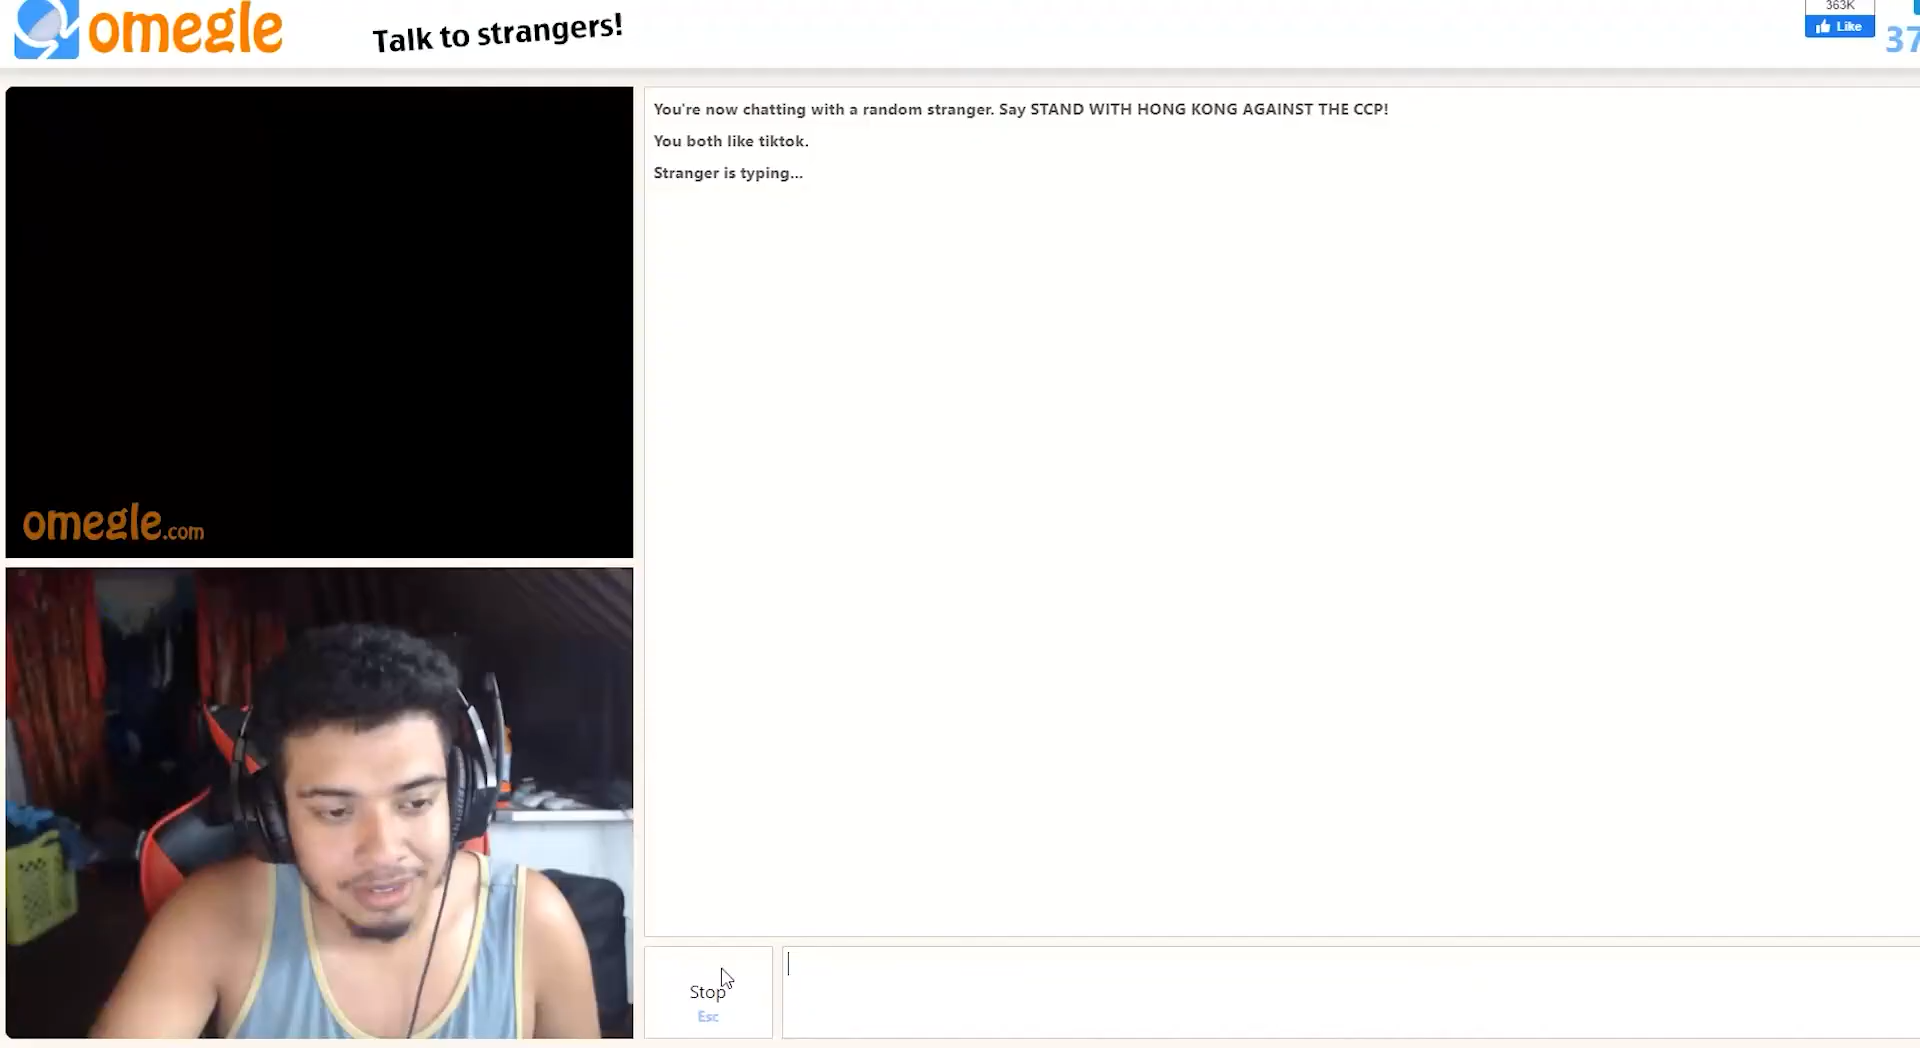 omegle
Talk to strangers!
363K
Like
37
You're now chatting with a random stranger. Say STAND WITH HONG KONG AGAINST THE CCP!
You both like tiktok.
Stranger is typing...
omegle.com
Stop
Esc